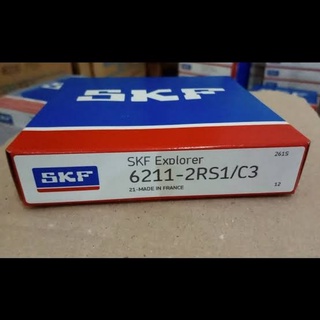 SKF
SKF Explorer
2615
SKF
6211-2RS1/C3
21-MADE IN FRANCE
12